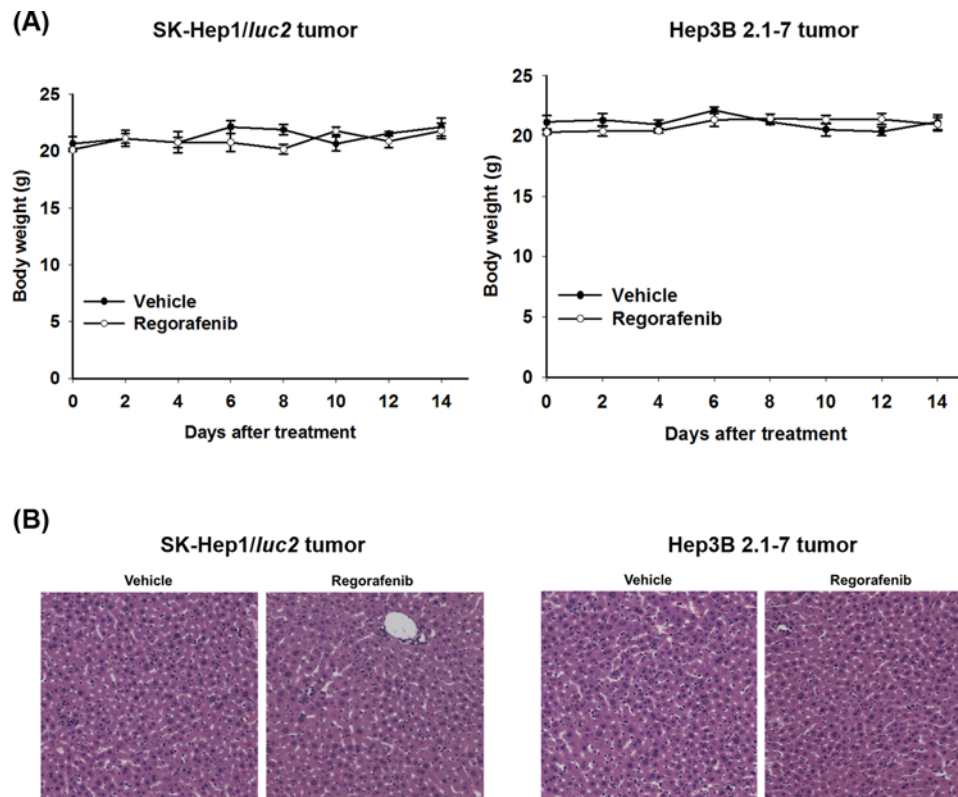 (A)
SK-Hep1/luc2 tumor
Hep3B 2.1-7 tumor
25
20
15
10
5
0
Body weight (g)
Vehicle
Regorafenib
0 2 4 6 8 10 12 14
Days after treatment
25
20
15
10
5
0
Body weight (g)
Vehicle
Regorafenib
0 2 4 6 8 10 12 14
Days after treatment
(B)
SK-Hep1/luc2 tumor
Hep3B 2.1-7 tumor
Vehicle
Regorafenib
Vehicle
Regorafenib